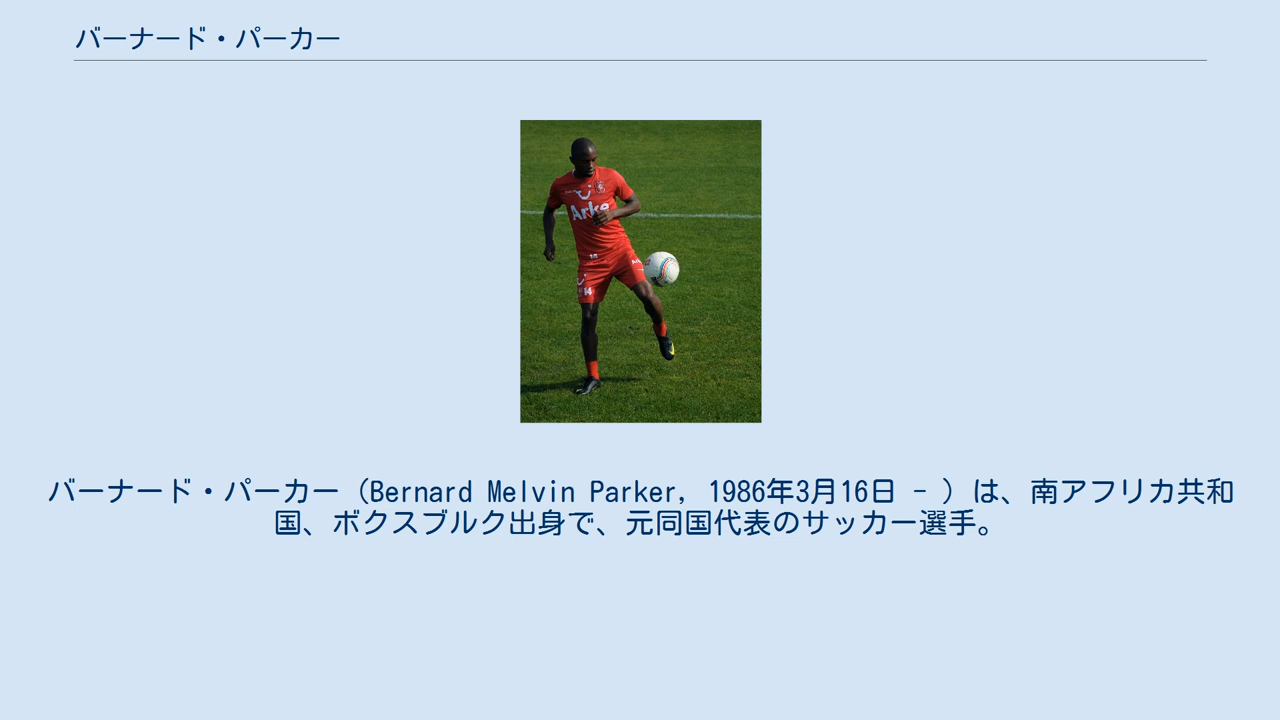 バーナード・パーカー
Arke
14
バーナード・パーカー（Bernard Melvin Parker, 1986年3月16日 - ）は、南アフリカ共和
国、ボクスブルク出身で、元同国代表のサッカー選手。